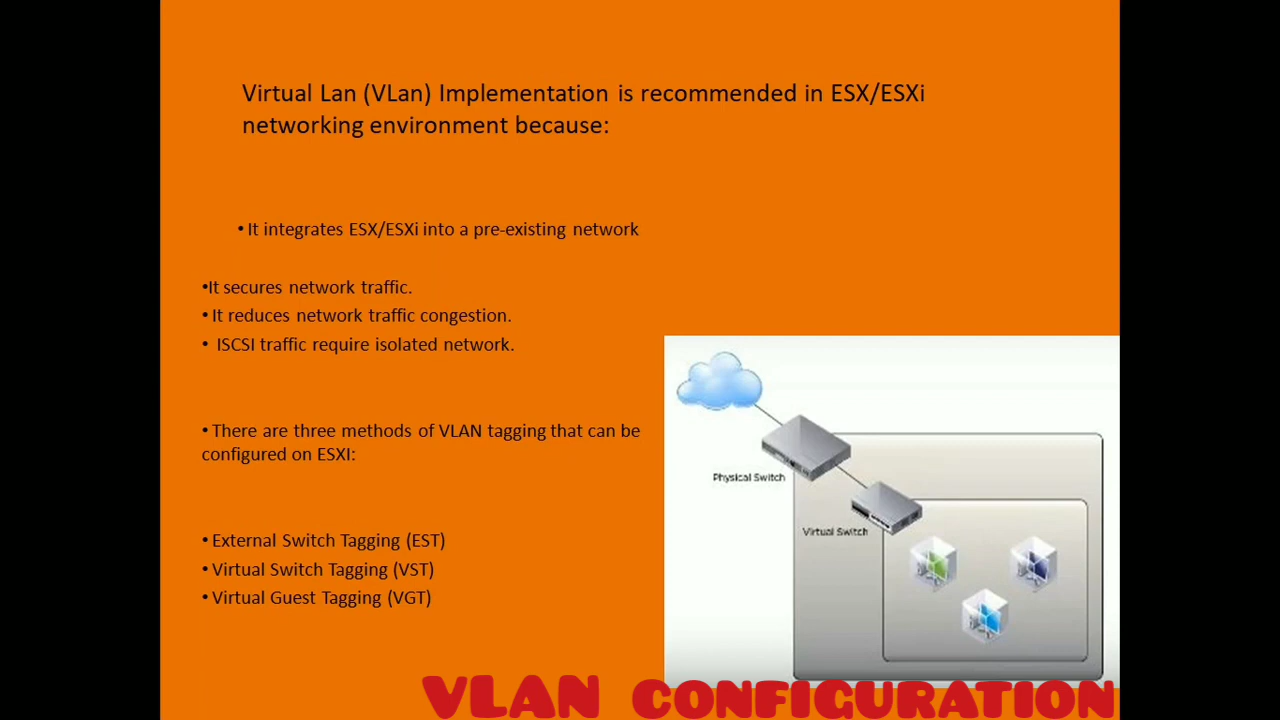 Virtual Lan (VLan) Implementation is recommended in ESX/ESXi
networking environment because:
• It integrates ESX/ESXi into a pre-existing network
•It secures network traffic.
• It reduces network traffic congestion.
• ISCSI traffic require isolated network.
• There are three methods of VLAN tagging that can be
configured on ESXI:
• External Switch Tagging (EST)
• Virtual Switch Tagging (VST)
• Virtual Guest Tagging (VGT)
Physical Switch
Virtual Switch
VLAN CONFIGURATION